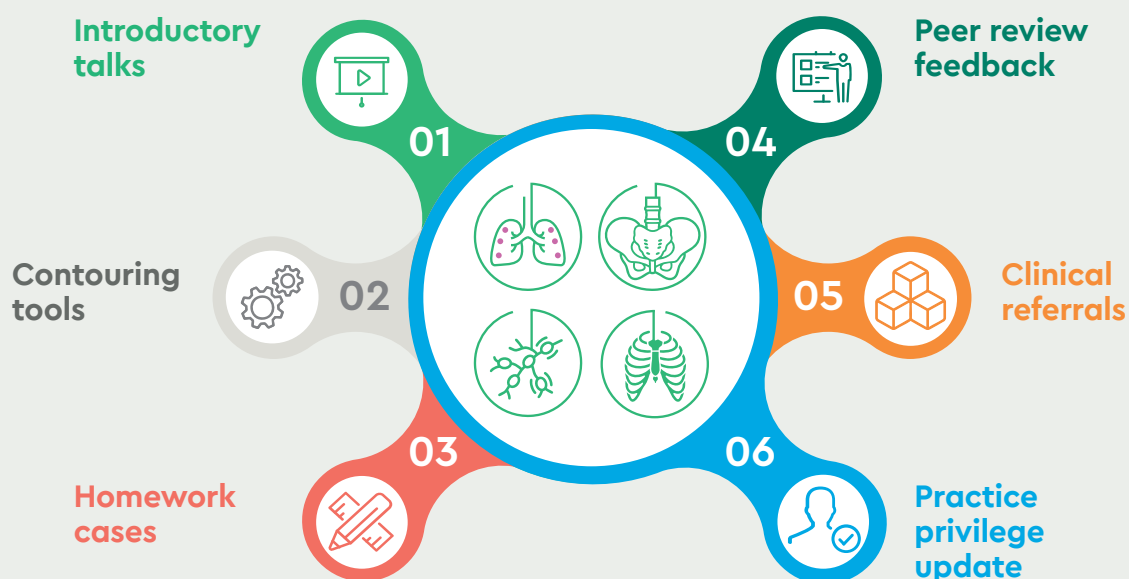 Introductory
talks
01
Contouring
tools
02
Homework
cases
03
Peer review
feedback
04
Clinical
referrals
05
Practice
privilege
update
06